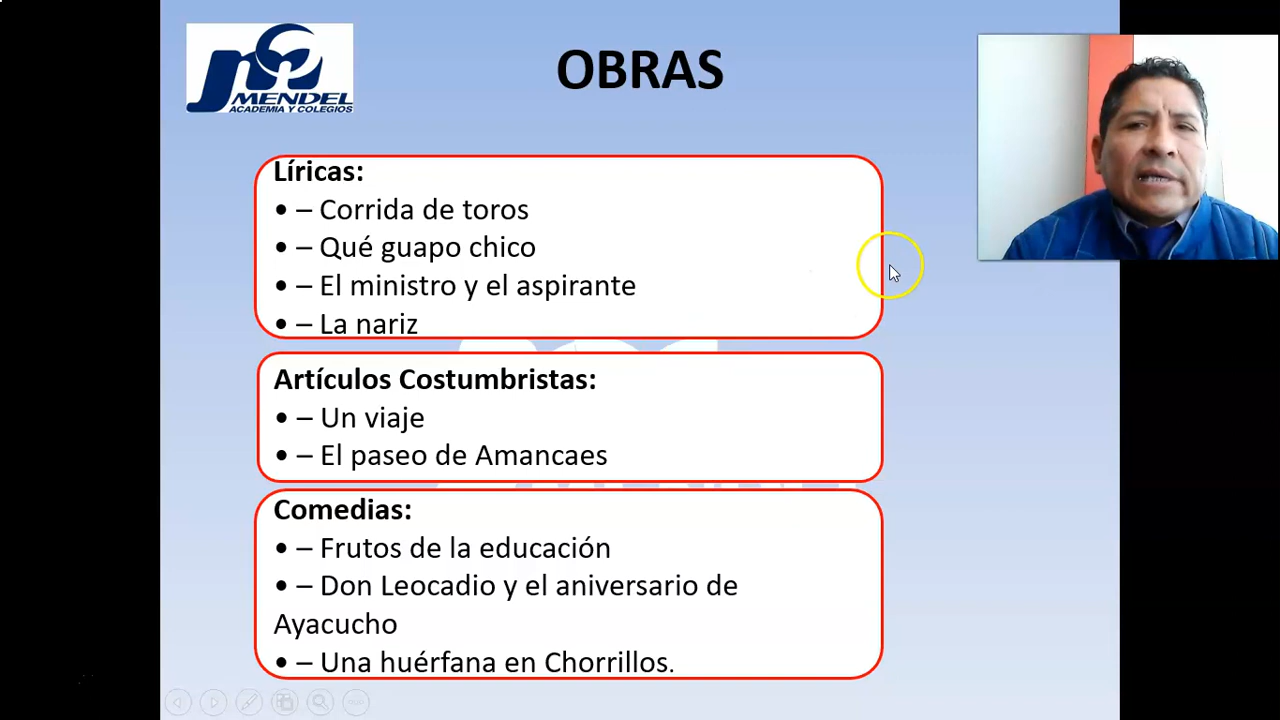 MENDEL
ACADEMIA Y COLEGIOS
OBRAS
Líricas:
• – Corrida de toros
• – Qué guapo chico
• – El ministro y el aspirante
• – La nariz
Artículos Costumbristas:
• – Un viaje
• – El paseo de Amancaes
Comedias:
• – Frutos de la educación
• – Don Leocadio y el aniversario de
Ayacucho
• – Una huérfana en Chorrillos.